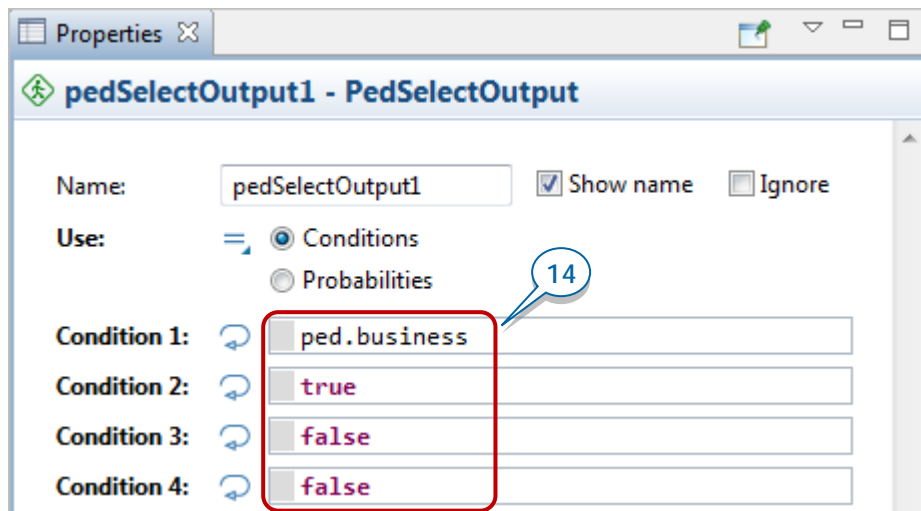 Properties
pedSelectOutput1 - PedSelectOutput
Name: pedSelectOutput1 Show name Ignore
Use: Conditions
Probabilities
14
Condition 1: ped.business
Condition 2: true
Condition 3: false
Condition 4: false